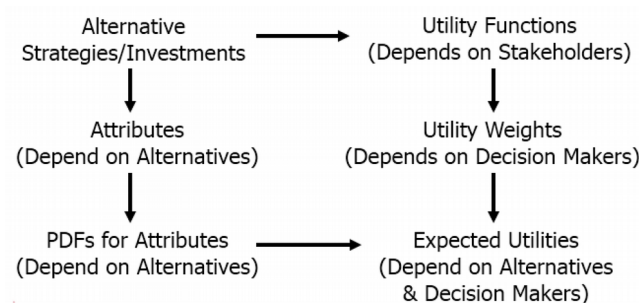 Alternative
Strategies/Investments
Utility Functions
(Depends on Stakeholders)
Attributes
(Depend on Alternatives)
Utility Weights
(Depends on Decision Makers)
PDFs for Attributes
(Depend on Alternatives)
Expected Utilities
(Depend on Alternatives
& Decision Makers)